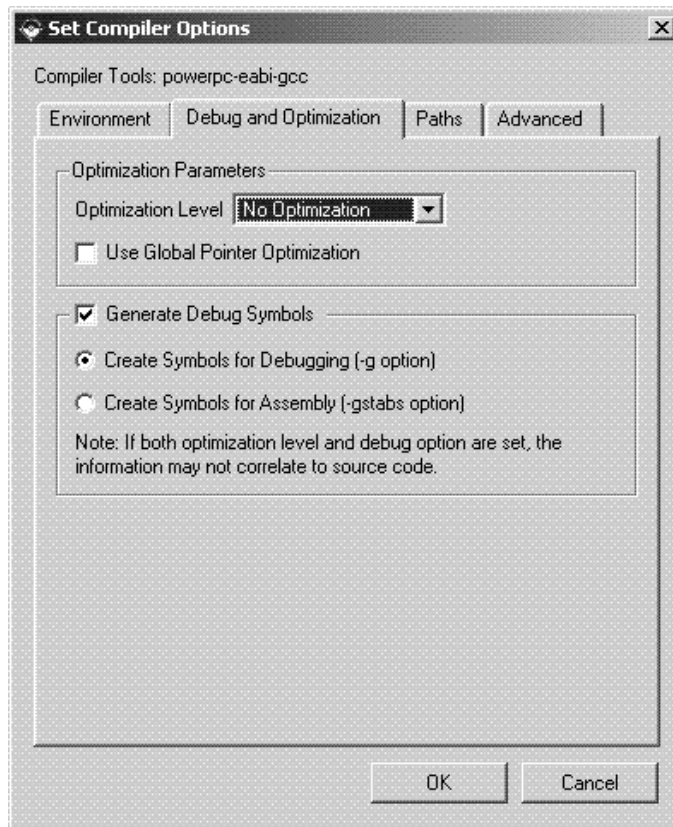 Set Compiler Options
Compiler Tools: powerpc-eabi-gcc
Environment Debug and Optimization Paths Advanced
Optimization Parameters
Optimization Level No Optimization
Use Global Pointer Optimization
Generate Debug Symbols
Create Symbols for Debugging (-g option)
Create Symbols for Assembly (-gstabs option)
Note: If both optimization level and debug option are set, the
information may not correlate to source code.
OK Cancel